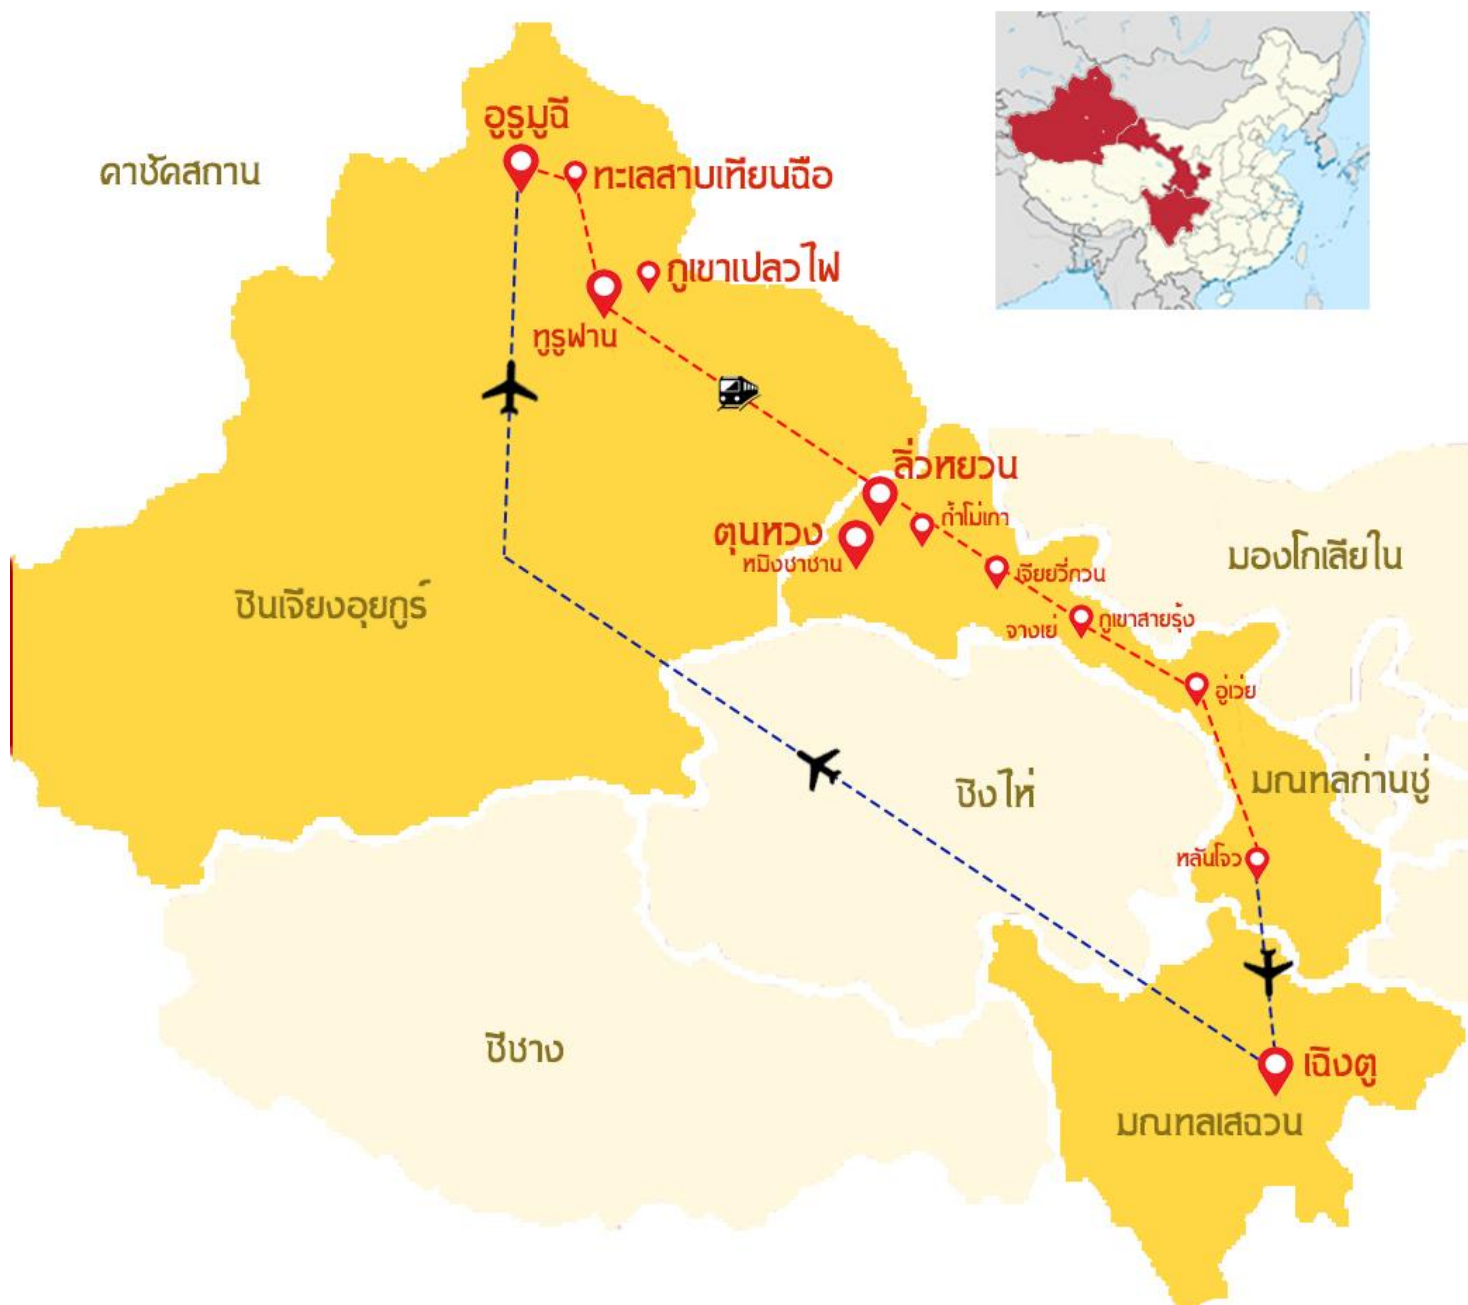 อูรูมูฉี
คาซัคสถาน
ทะเลสาบเทียนฉือ
ภูเขาเปลวไฟ
ทูรูฟาน
ลิ่วหยวน
ถ้ำโม่เกา
ตุนหวง
หมิงซาซาน
มองโกเลียใน
เจียยวี่กวน
ซินเจียงอุยกูร์
ภูเขาสายรุ้ง
จางเย่
อู่เว่ย
มณฑลก่านซู่
ชิงไห่
หลันโจว
ซีซาง
เฉิงตู
มณฑลเสฉวน